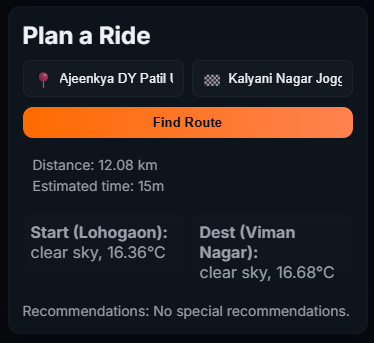 Plan a Ride
Ajeenkya DY Patil U
Kalyani Nagar Jogg
Find Route
Distance: 12.08 km
Estimated time: 15m
Start (Lohogaon):
clear sky, 16.36°C
Dest (Viman
Nagar):
clear sky, 16.68°C
Recommendations: No special recommendations.